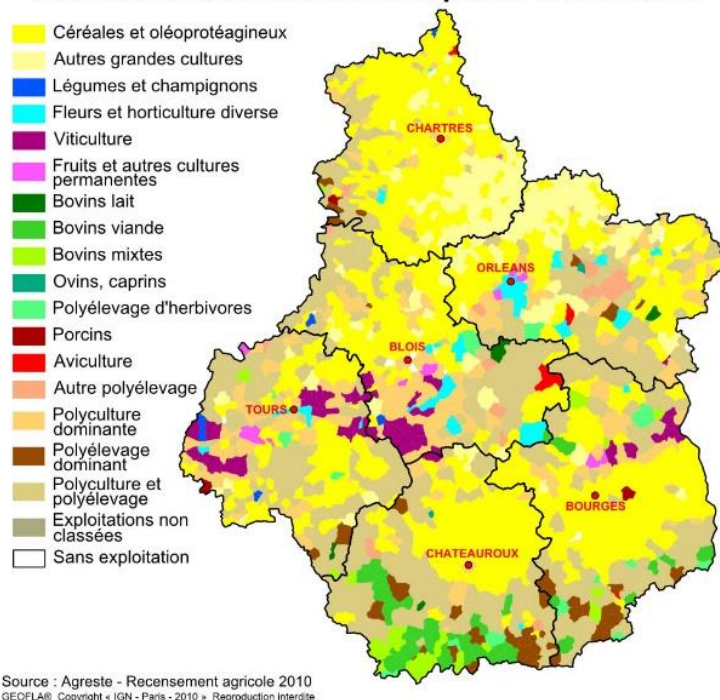 Céréales et oléoprotéagineux
Autres grandes cultures
Légumes et champignons
Fleurs et horticulture diverse
Viticulture
Fruits et autres cultures
permanentes
Bovins lait
Bovins viande
Bovins mixtes
Ovins, caprins
Polyélevage d'herbivores
Porcins
Aviculture
Autre polyélevage
Polyculture
dominante
Polyélevage
dominant
Polyculture et
polyélevage
Exploitations non
classées
Sans exploitation
CHARTRES
ORLEANS
BLOIS
TOURS
BOURGES
CHATEAUROUX
Source : Agreste - Recensement agricole 2010
GEOFLA® Copyright « IGN - Paris - 2010 » Reproduction interdite